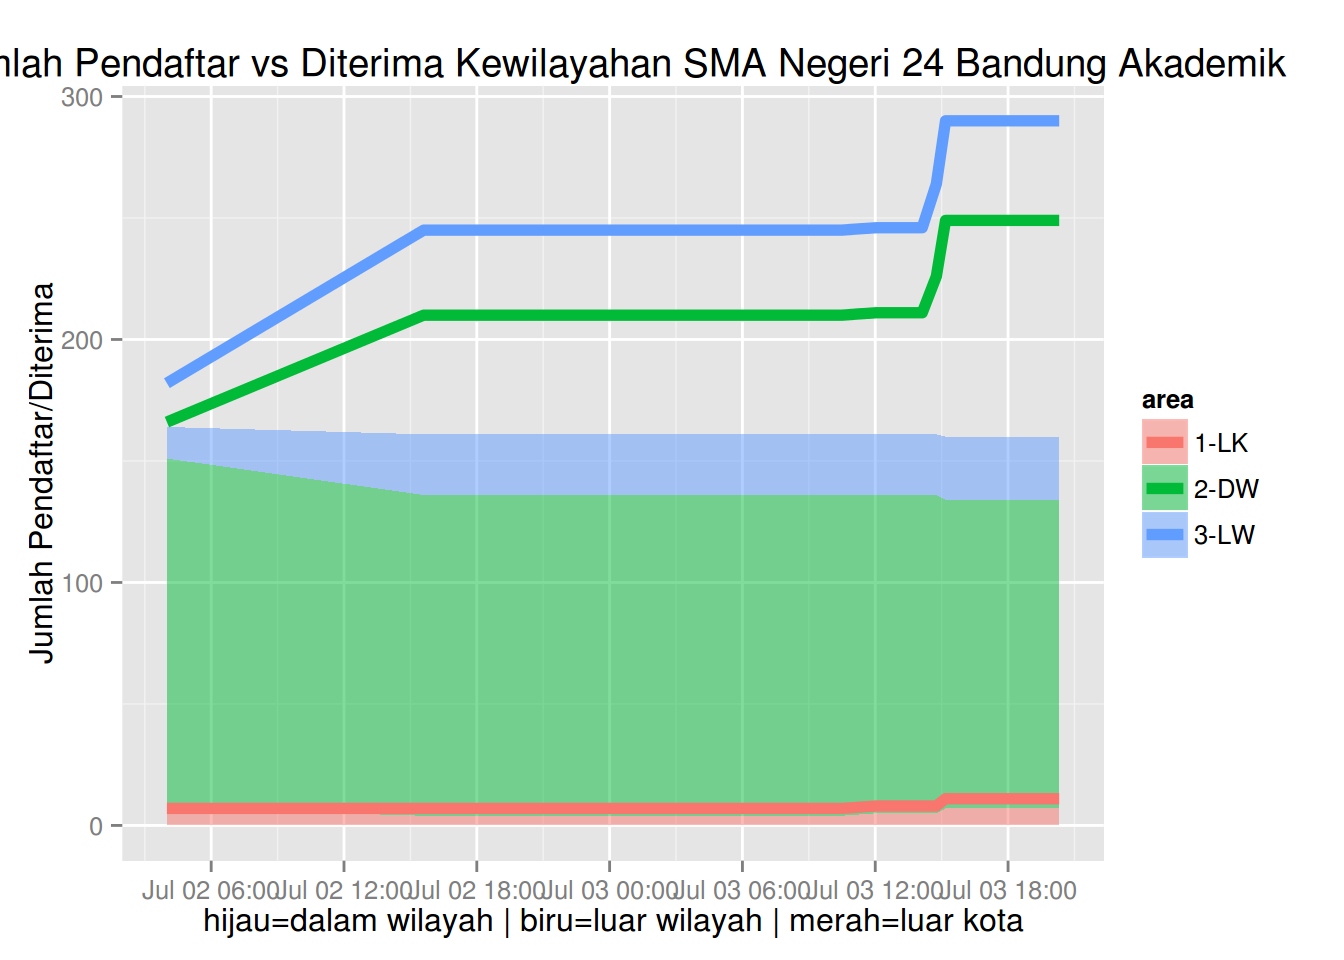 Pendaftar vs Diterima Kewilayahan SMA Negeri 24 Bandung Akademik
Jumlah Pendaftar/Diterima
300
200
100
0
Jul 02 06:00
Jul 02 12:00
Jul 02 18:00
Jul 03 00:00
Jul 03 06:00
Jul 03 12:00
Jul 03 18:00
hijau=dalam wilayah | biru=luar wilayah | merah=luar kota
area
1-LK
2-DW
3-LW